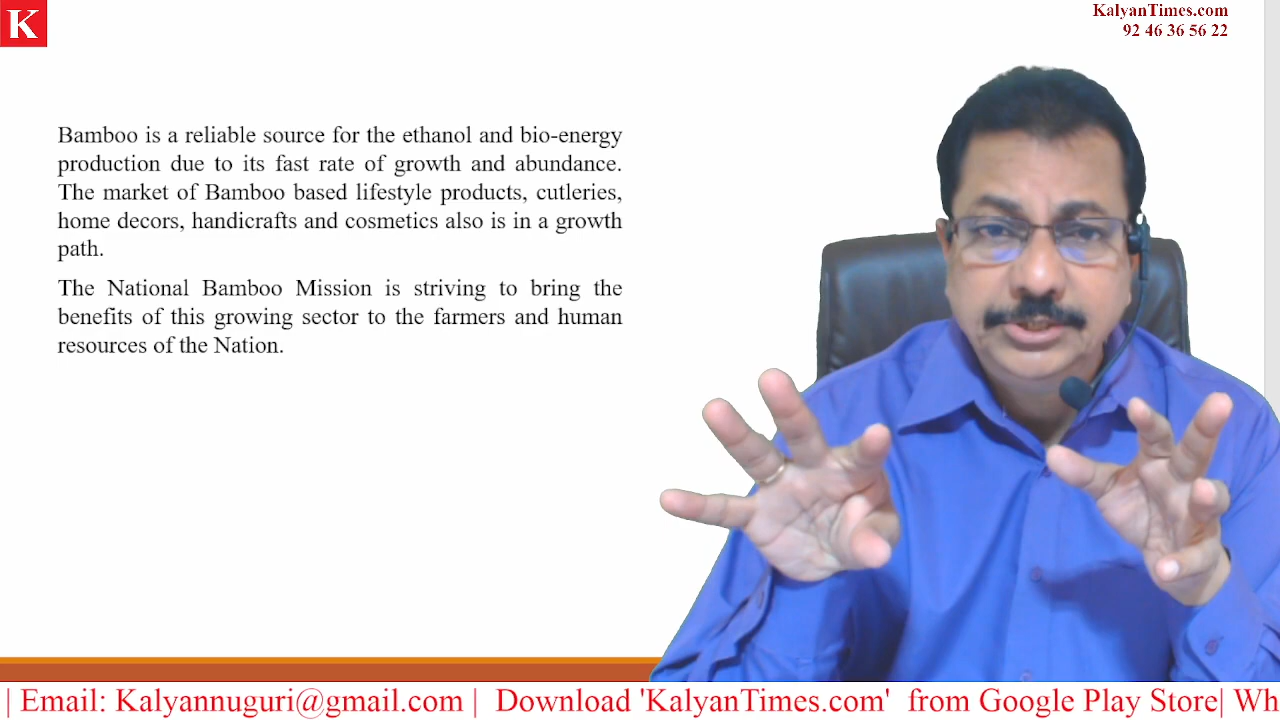 K
KalyanTimes.com
92 46 36 56 22
Bamboo is a reliable source for the ethanol and bio-energy
production due to its fast rate of growth and abundance.
The market of Bamboo based lifestyle products, cutleries,
home decors, handicrafts and cosmetics also is in a growth
path.
The National Bamboo Mission is striving to bring the
benefits of this growing sector to the farmers and human
resources of the Nation.
| Email: Kalyannuguri@gmail.com | Download 'KalyanTimes.com' from Google Play Store| Wh